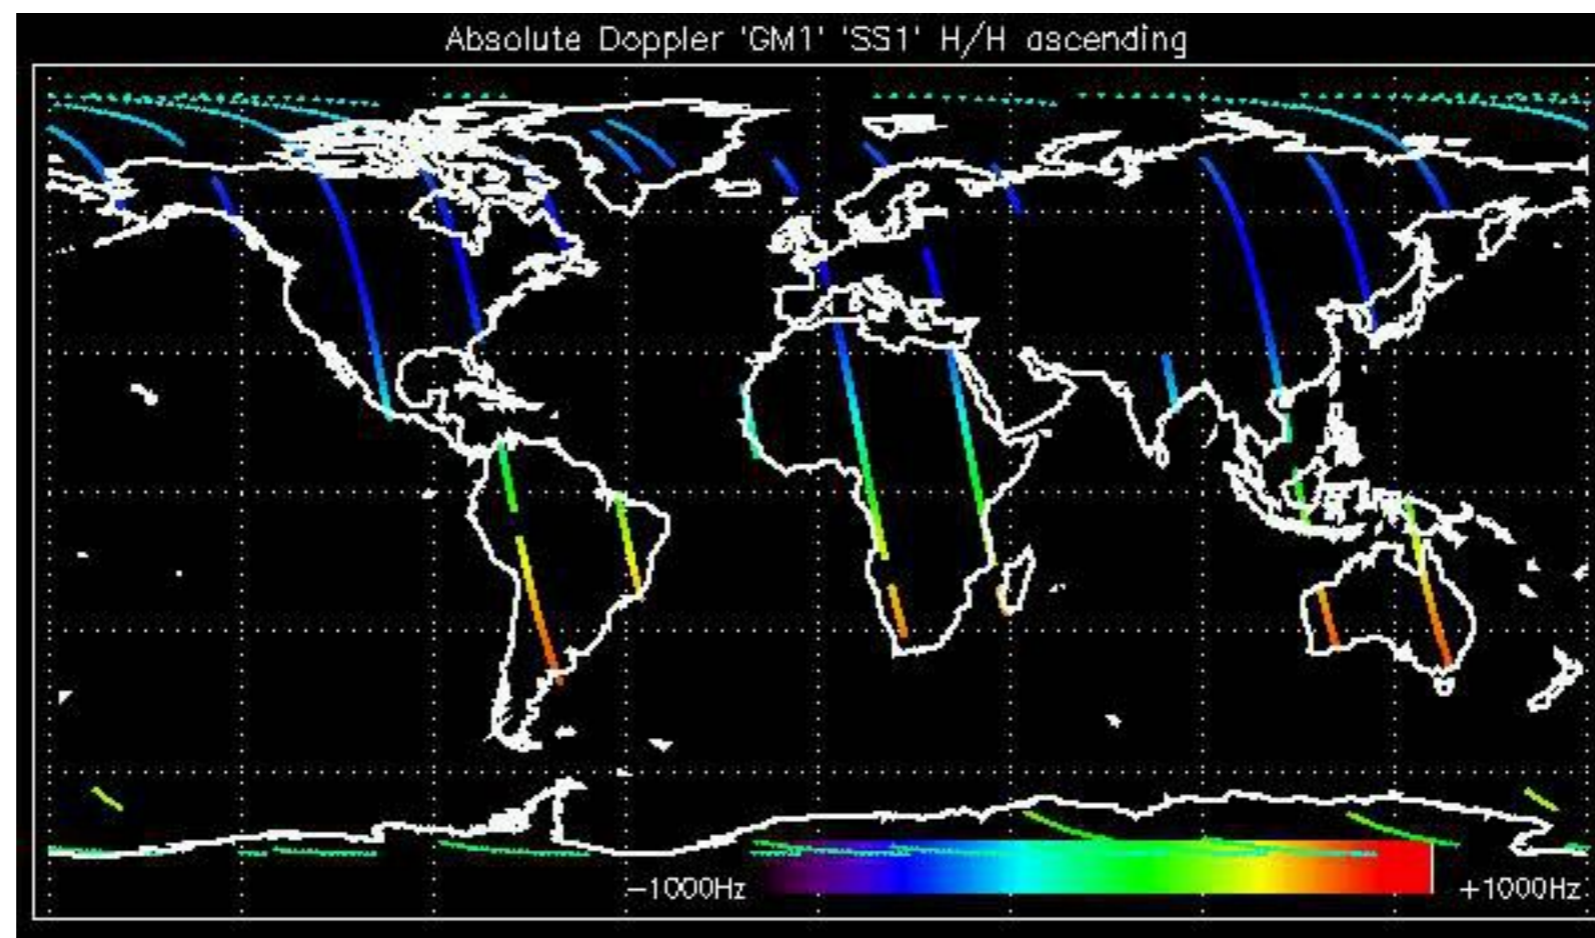 Absolute Doppler 'GM1' 'SS1' H/H ascending
−1000Hz
+1000Hz